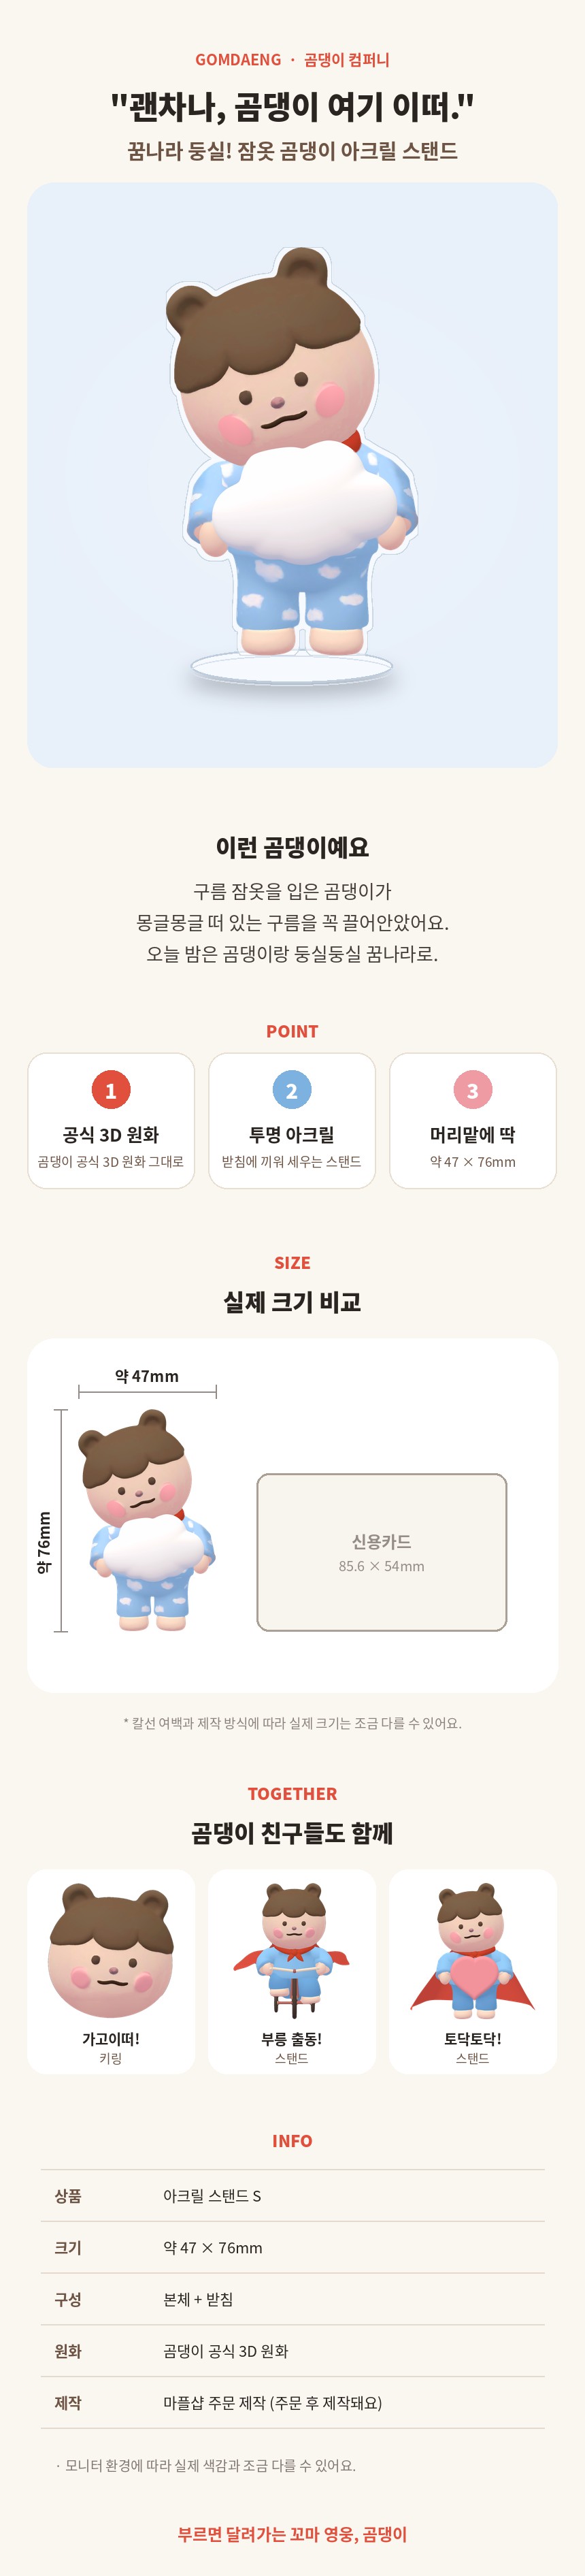 GOMDAENG · 곰댕이 컴퍼니
"괜차나, 곰댕이 여기 이떠."
꿈나라 둥실! 잠옷 곰댕이 아크릴 스탠드
이런 곰댕이예요
구름 잠옷을 입은 곰댕이가
몽글몽글 떠 있는 구름을 꼭 끌어안았어요.
오늘 밤은 곰댕이랑 둥실둥실 꿈나라로.
POINT
1
공식 3D 원화
곰댕이 공식 3D 원화 그대로
2
투명 아크릴
받침에 끼워 세우는 스탠드
3
머리맡에 딱
약 47 × 76mm
SIZE
실제 크기 비교
약 47mm
약 76mm
신용카드
85.6 × 54mm
* 칼선 여백과 제작 방식에 따라 실제 크기는 조금 다를 수 있어요.
TOGETHER
곰댕이 친구들도 함께
가고이떠!
키링
부릉 출동!
스탠드
토닥토닥!
스탠드
INFO
상품 아크릴 스탠드 S
크기 약 47 × 76mm
구성 본체 + 받침
원화 곰댕이 공식 3D 원화
제작 마플샵 주문 제작 (주문 후 제작돼요)
· 모니터 환경에 따라 실제 색감과 조금 다를 수 있어요.
부르면 달려가는 꼬마 영웅, 곰댕이